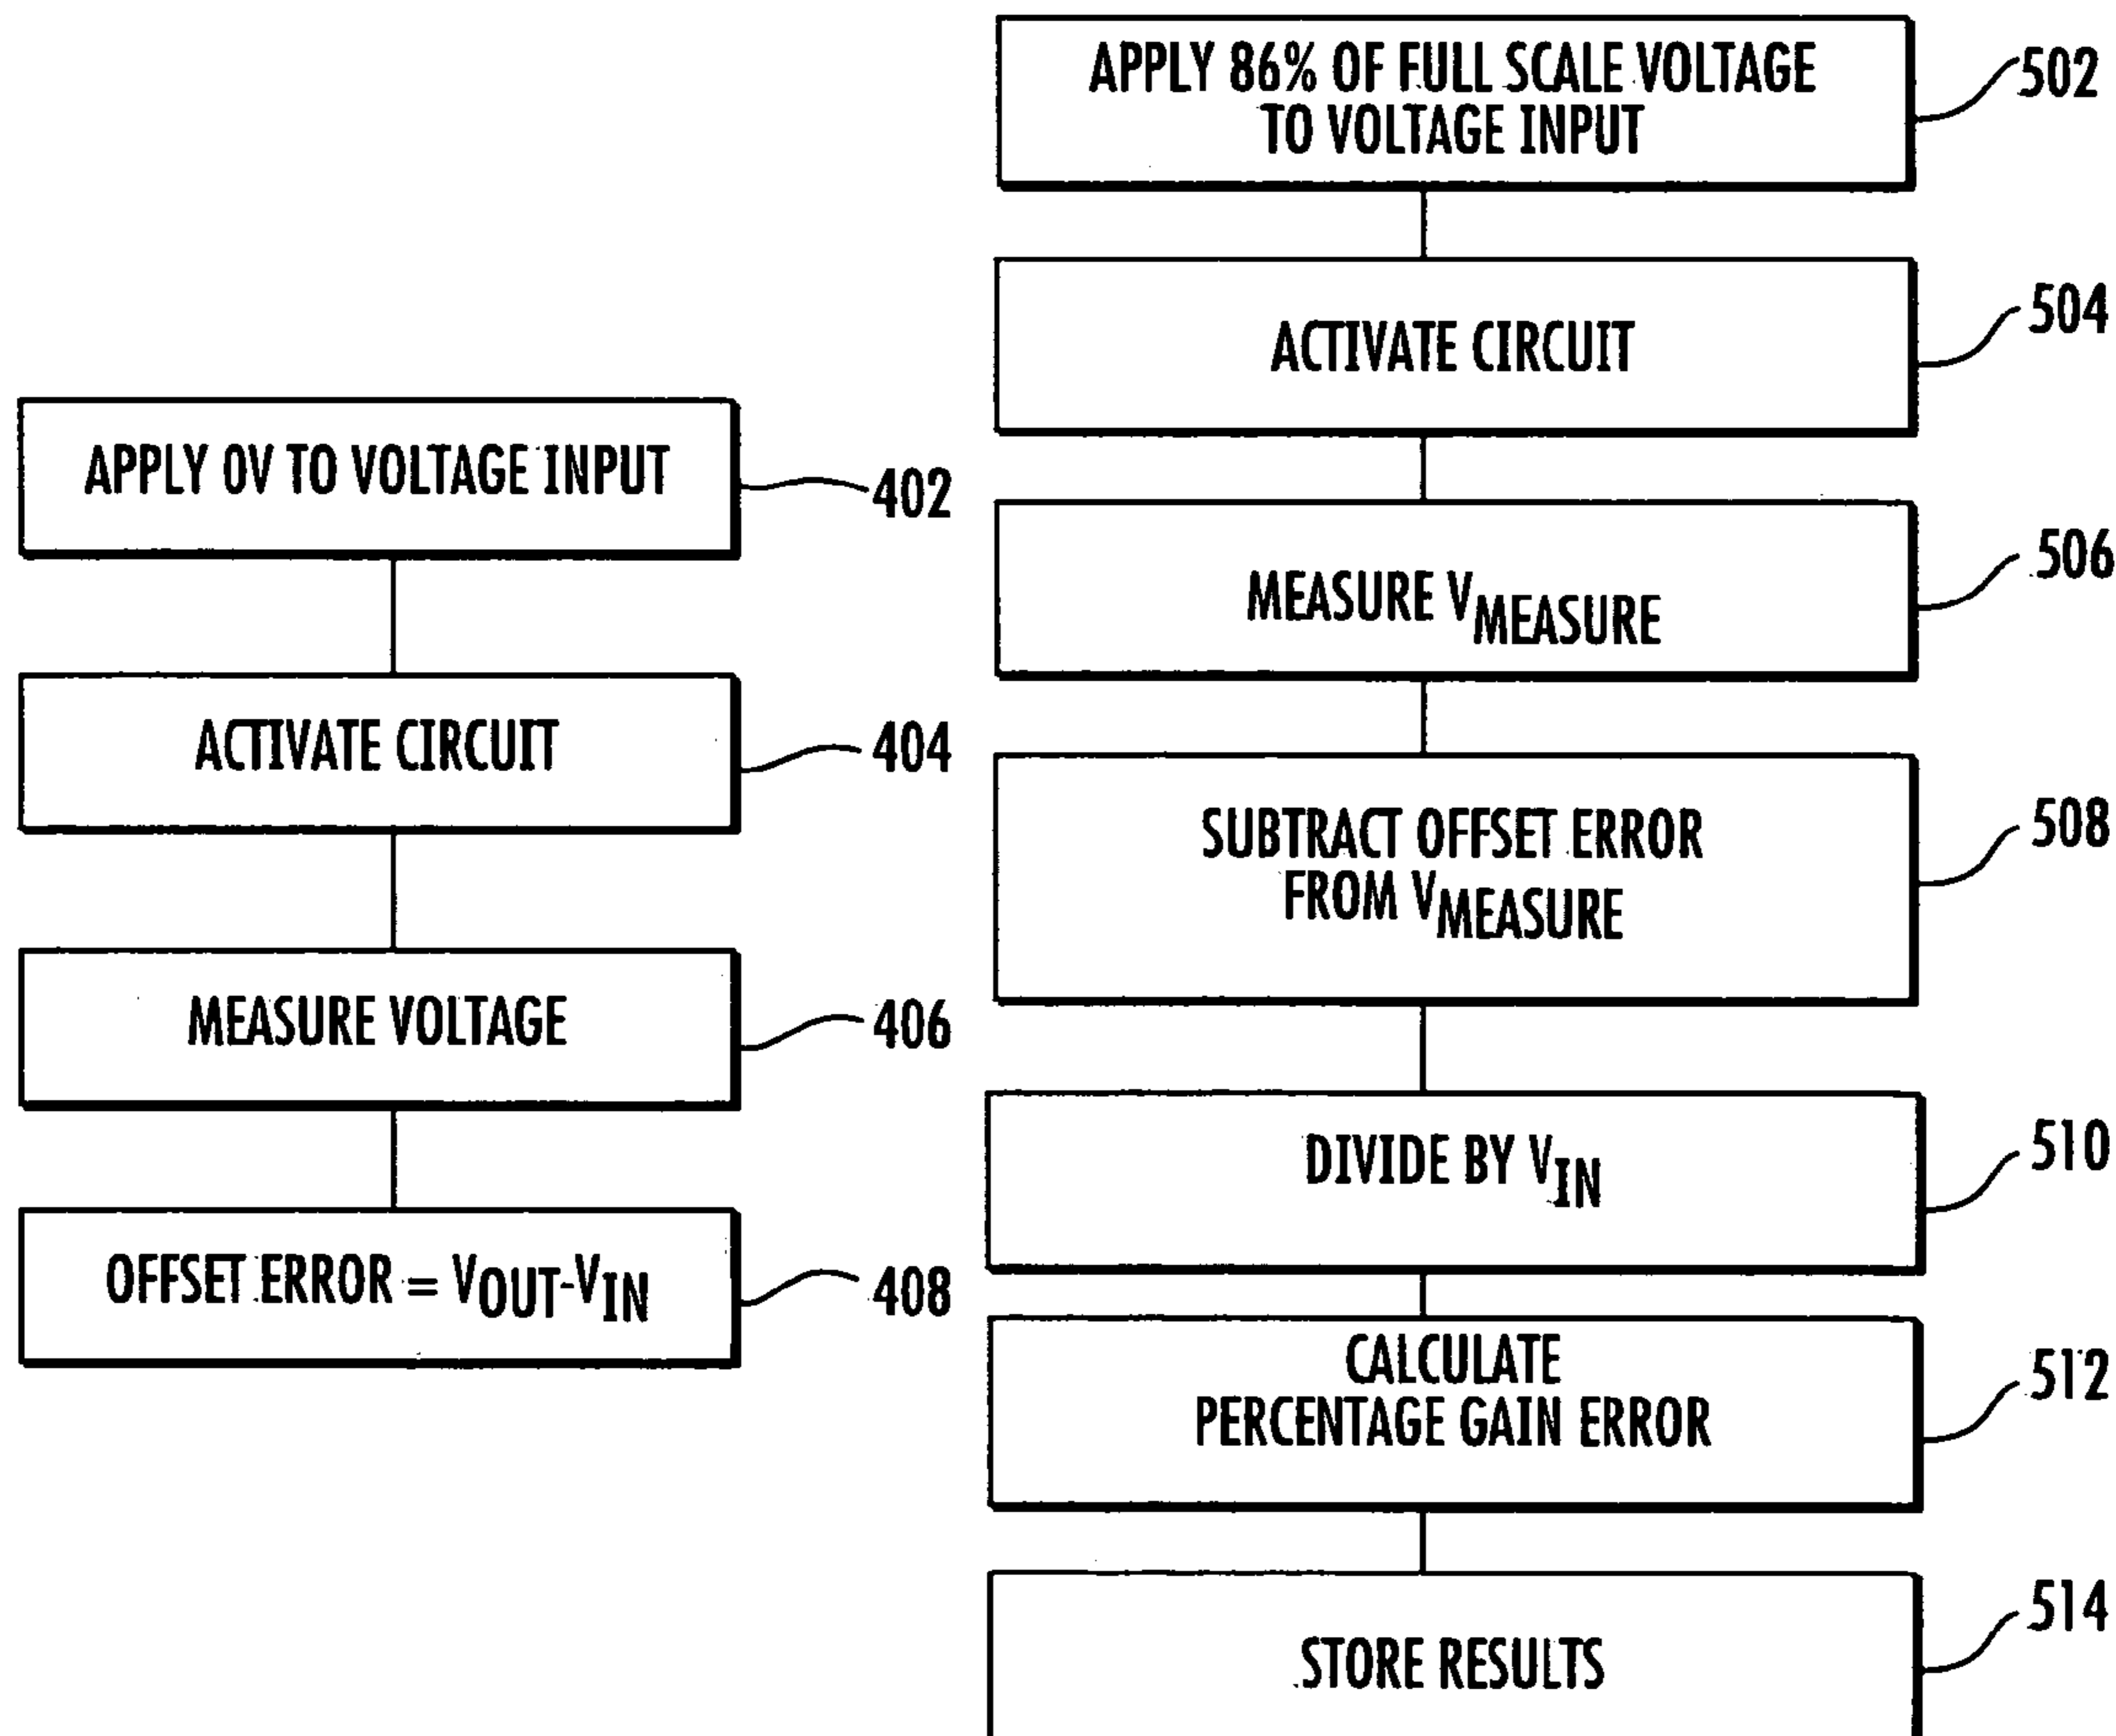 APPLY 0V TO VOLTAGE INPUT
402
ACTIVATE CIRCUIT
404
MEASURE VOLTAGE
406
OFFSET ERROR = VOUT-VIN
408
APPLY 86% OF FULL SCALE VOLTAGE
TO VOLTAGE INPUT
502
ACTIVATE CIRCUIT
504
MEASURE VMEASURE
506
SUBTRACT OFFSET ERROR
FROM VMEASURE
508
DIVIDE BY VIN
510
CALCULATE
PERCENTAGE GAIN ERROR
512
STORE RESULTS
514